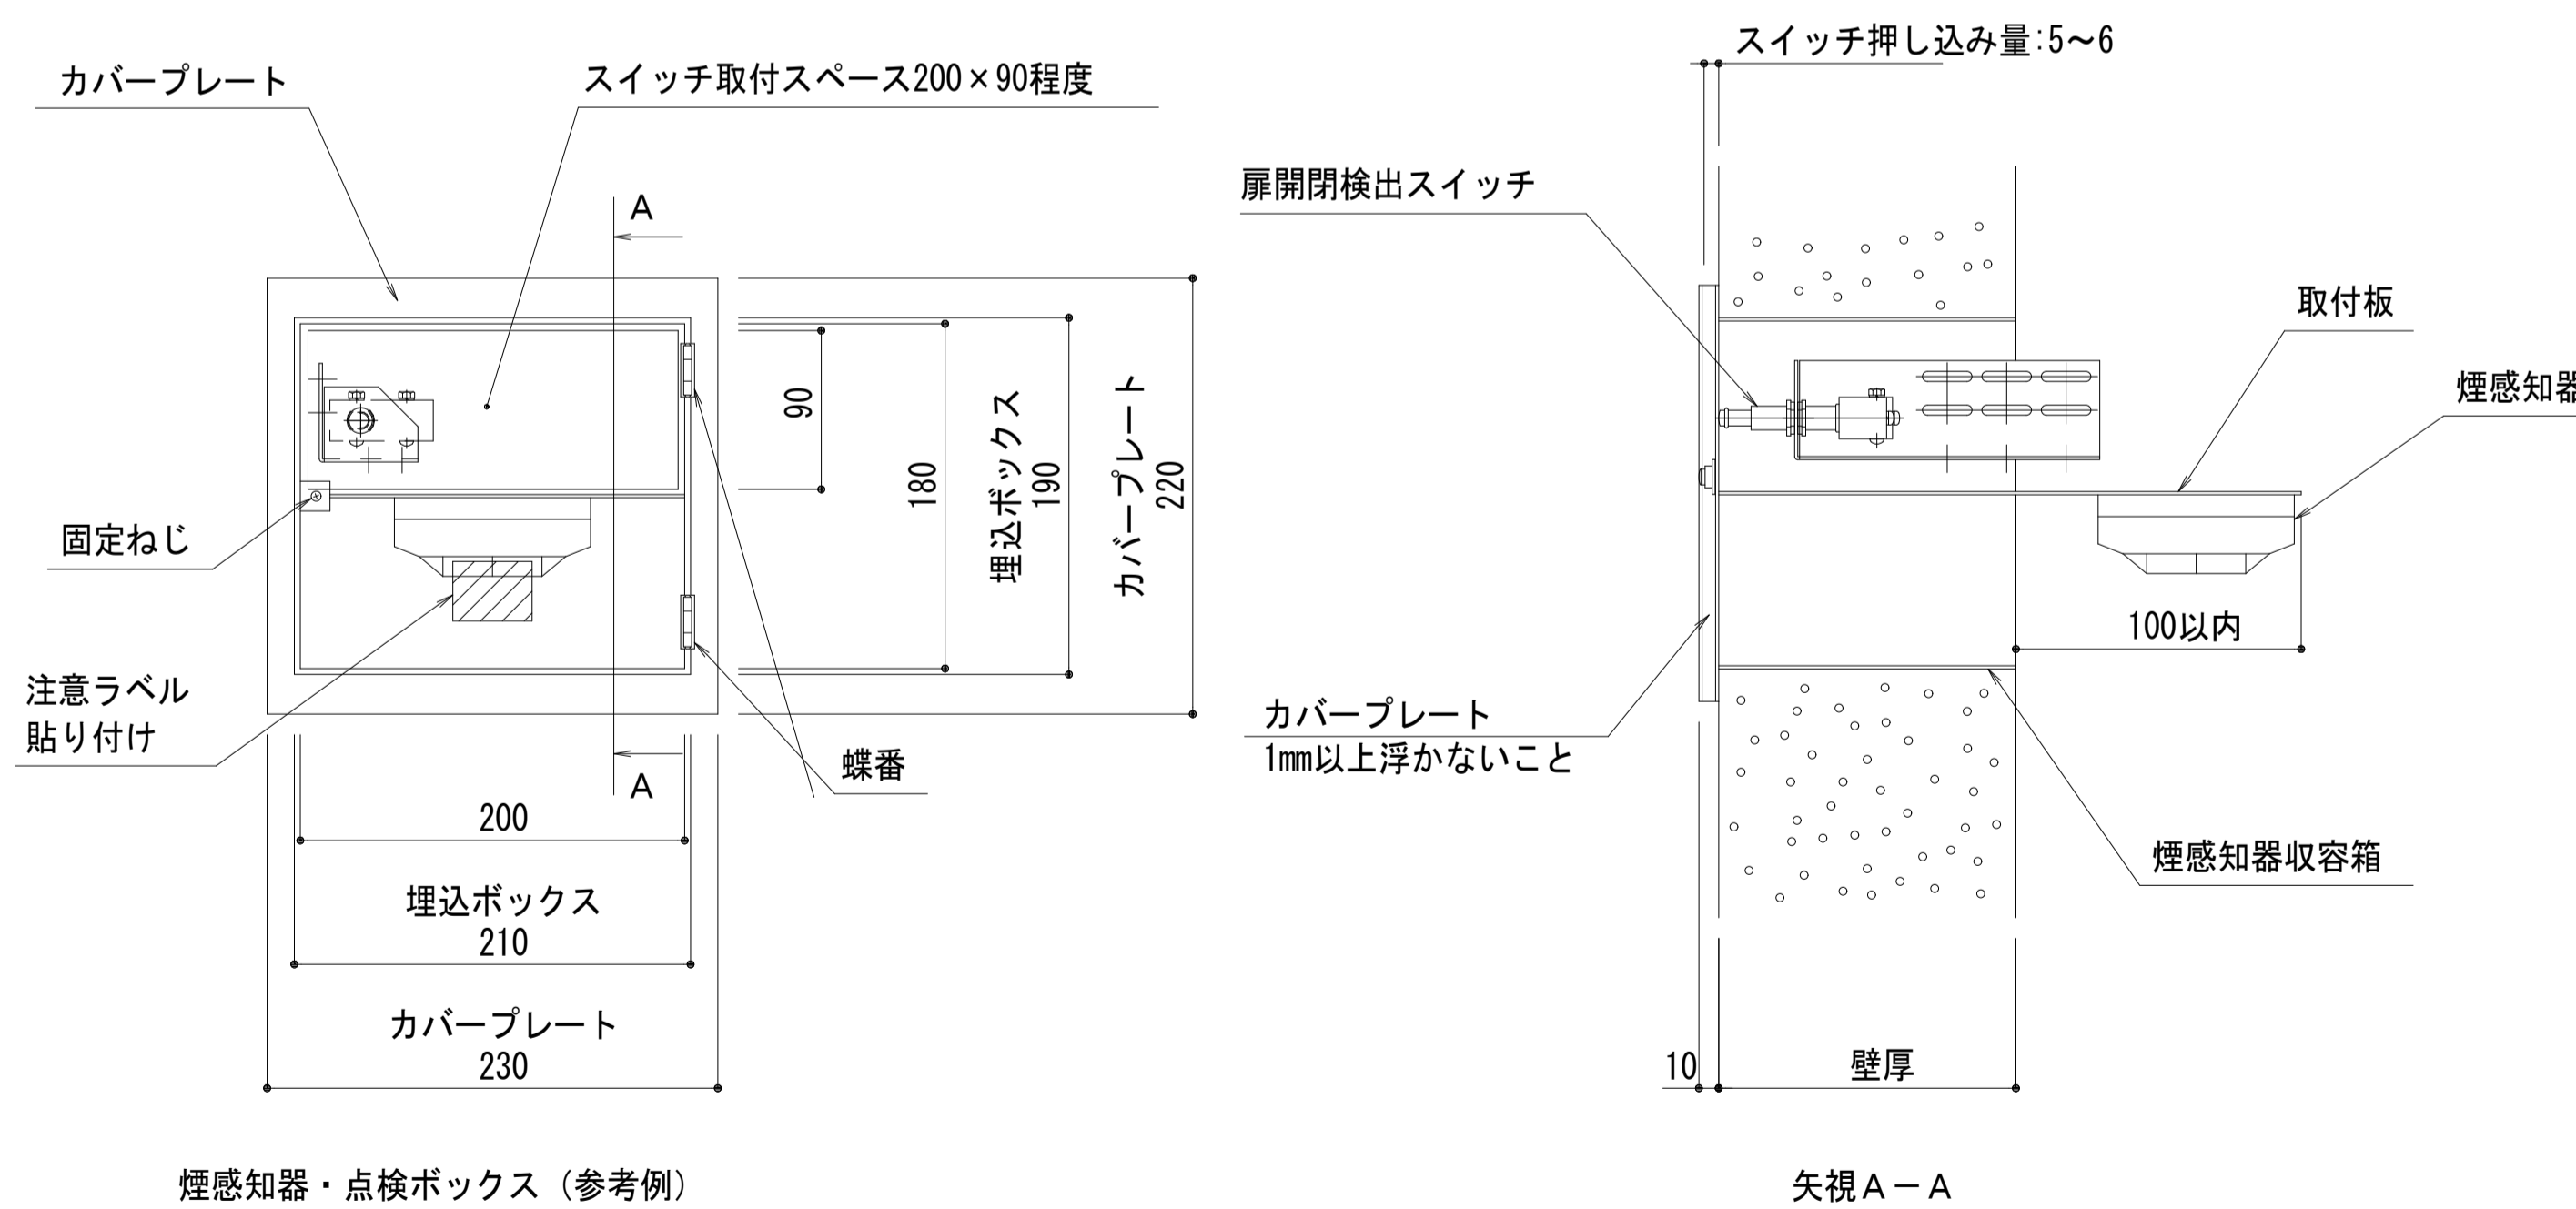 カバープレート
スイッチ取付スペース200×90程度
A
90
180
埋込ボックス
190
カバープレート
220
固定ねじ
注意ラベル
貼り付け
蝶番
A
200
埋込ボックス
210
カバープレート
230
煙感知器・点検ボックス（参考例）
スイッチ押し込み量:5～6
扉開閉検出スイッチ
取付板
煙感知器
100以内
カバープレート
1mm以上浮かないこと
煙感知器収容箱
10
壁厚
矢視A－A